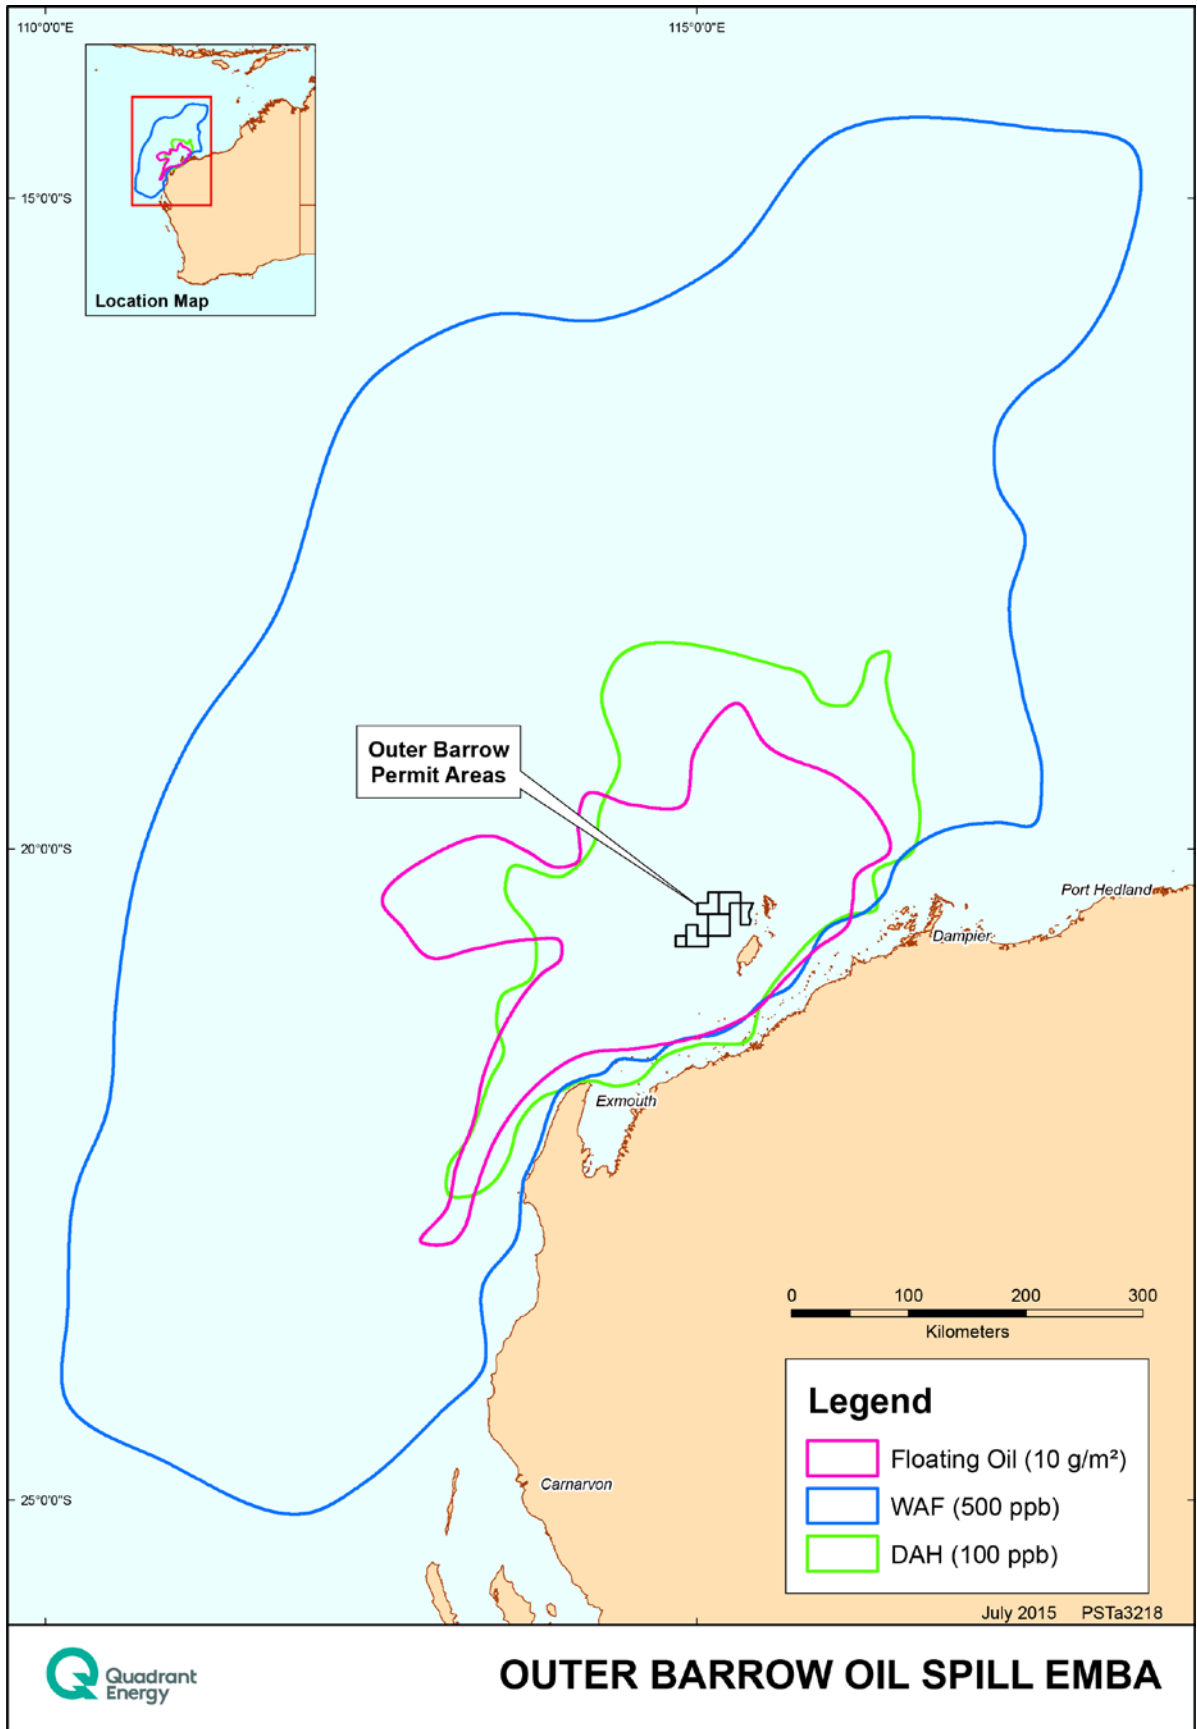 110°0'0"E
115°0'0"E
Location Map
15°0'0"S
Outer Barrow
Permit Areas
20°0'0"S
Port Hedland
Dampier
Exmouth
0 100 200 300
Kilometers
Legend
Floating Oil (10 g/m²)
WAF (500 ppb)
DAH (100 ppb)
Carnarvon
25°0'0"S
July 2015 PSTa3218
Quadrant
Energy
OUTER BARROW OIL SPILL EMBA